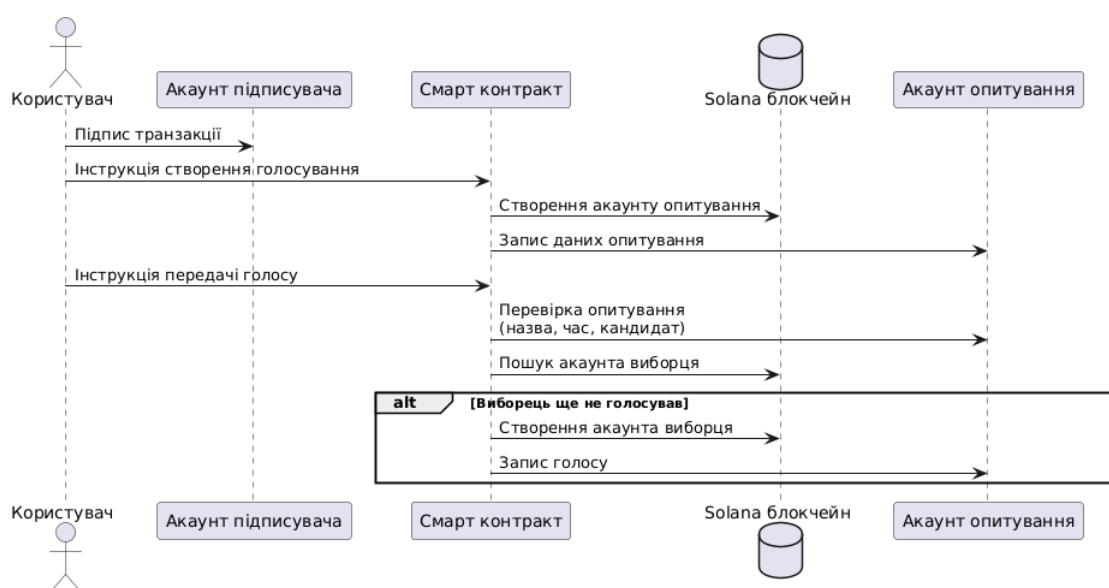 Користувач
Акаунт підписувача
Смарт контракт
Solana блокчейн
Акаунт опитування
Підпис транзакції
Інструкція створення голосування
Створення акаунту опитування
Запис даних опитування
Інструкція передачі голосу
Перевірка опитування
(назва, час, кандидат)
Пошук акаунта виборця
alt [Виборець ще не голосував]
Створення акаунта виборця
Запис голосу
Користувач
Акаунт підписувача
Смарт контракт
Solana блокчейн
Акаунт опитування